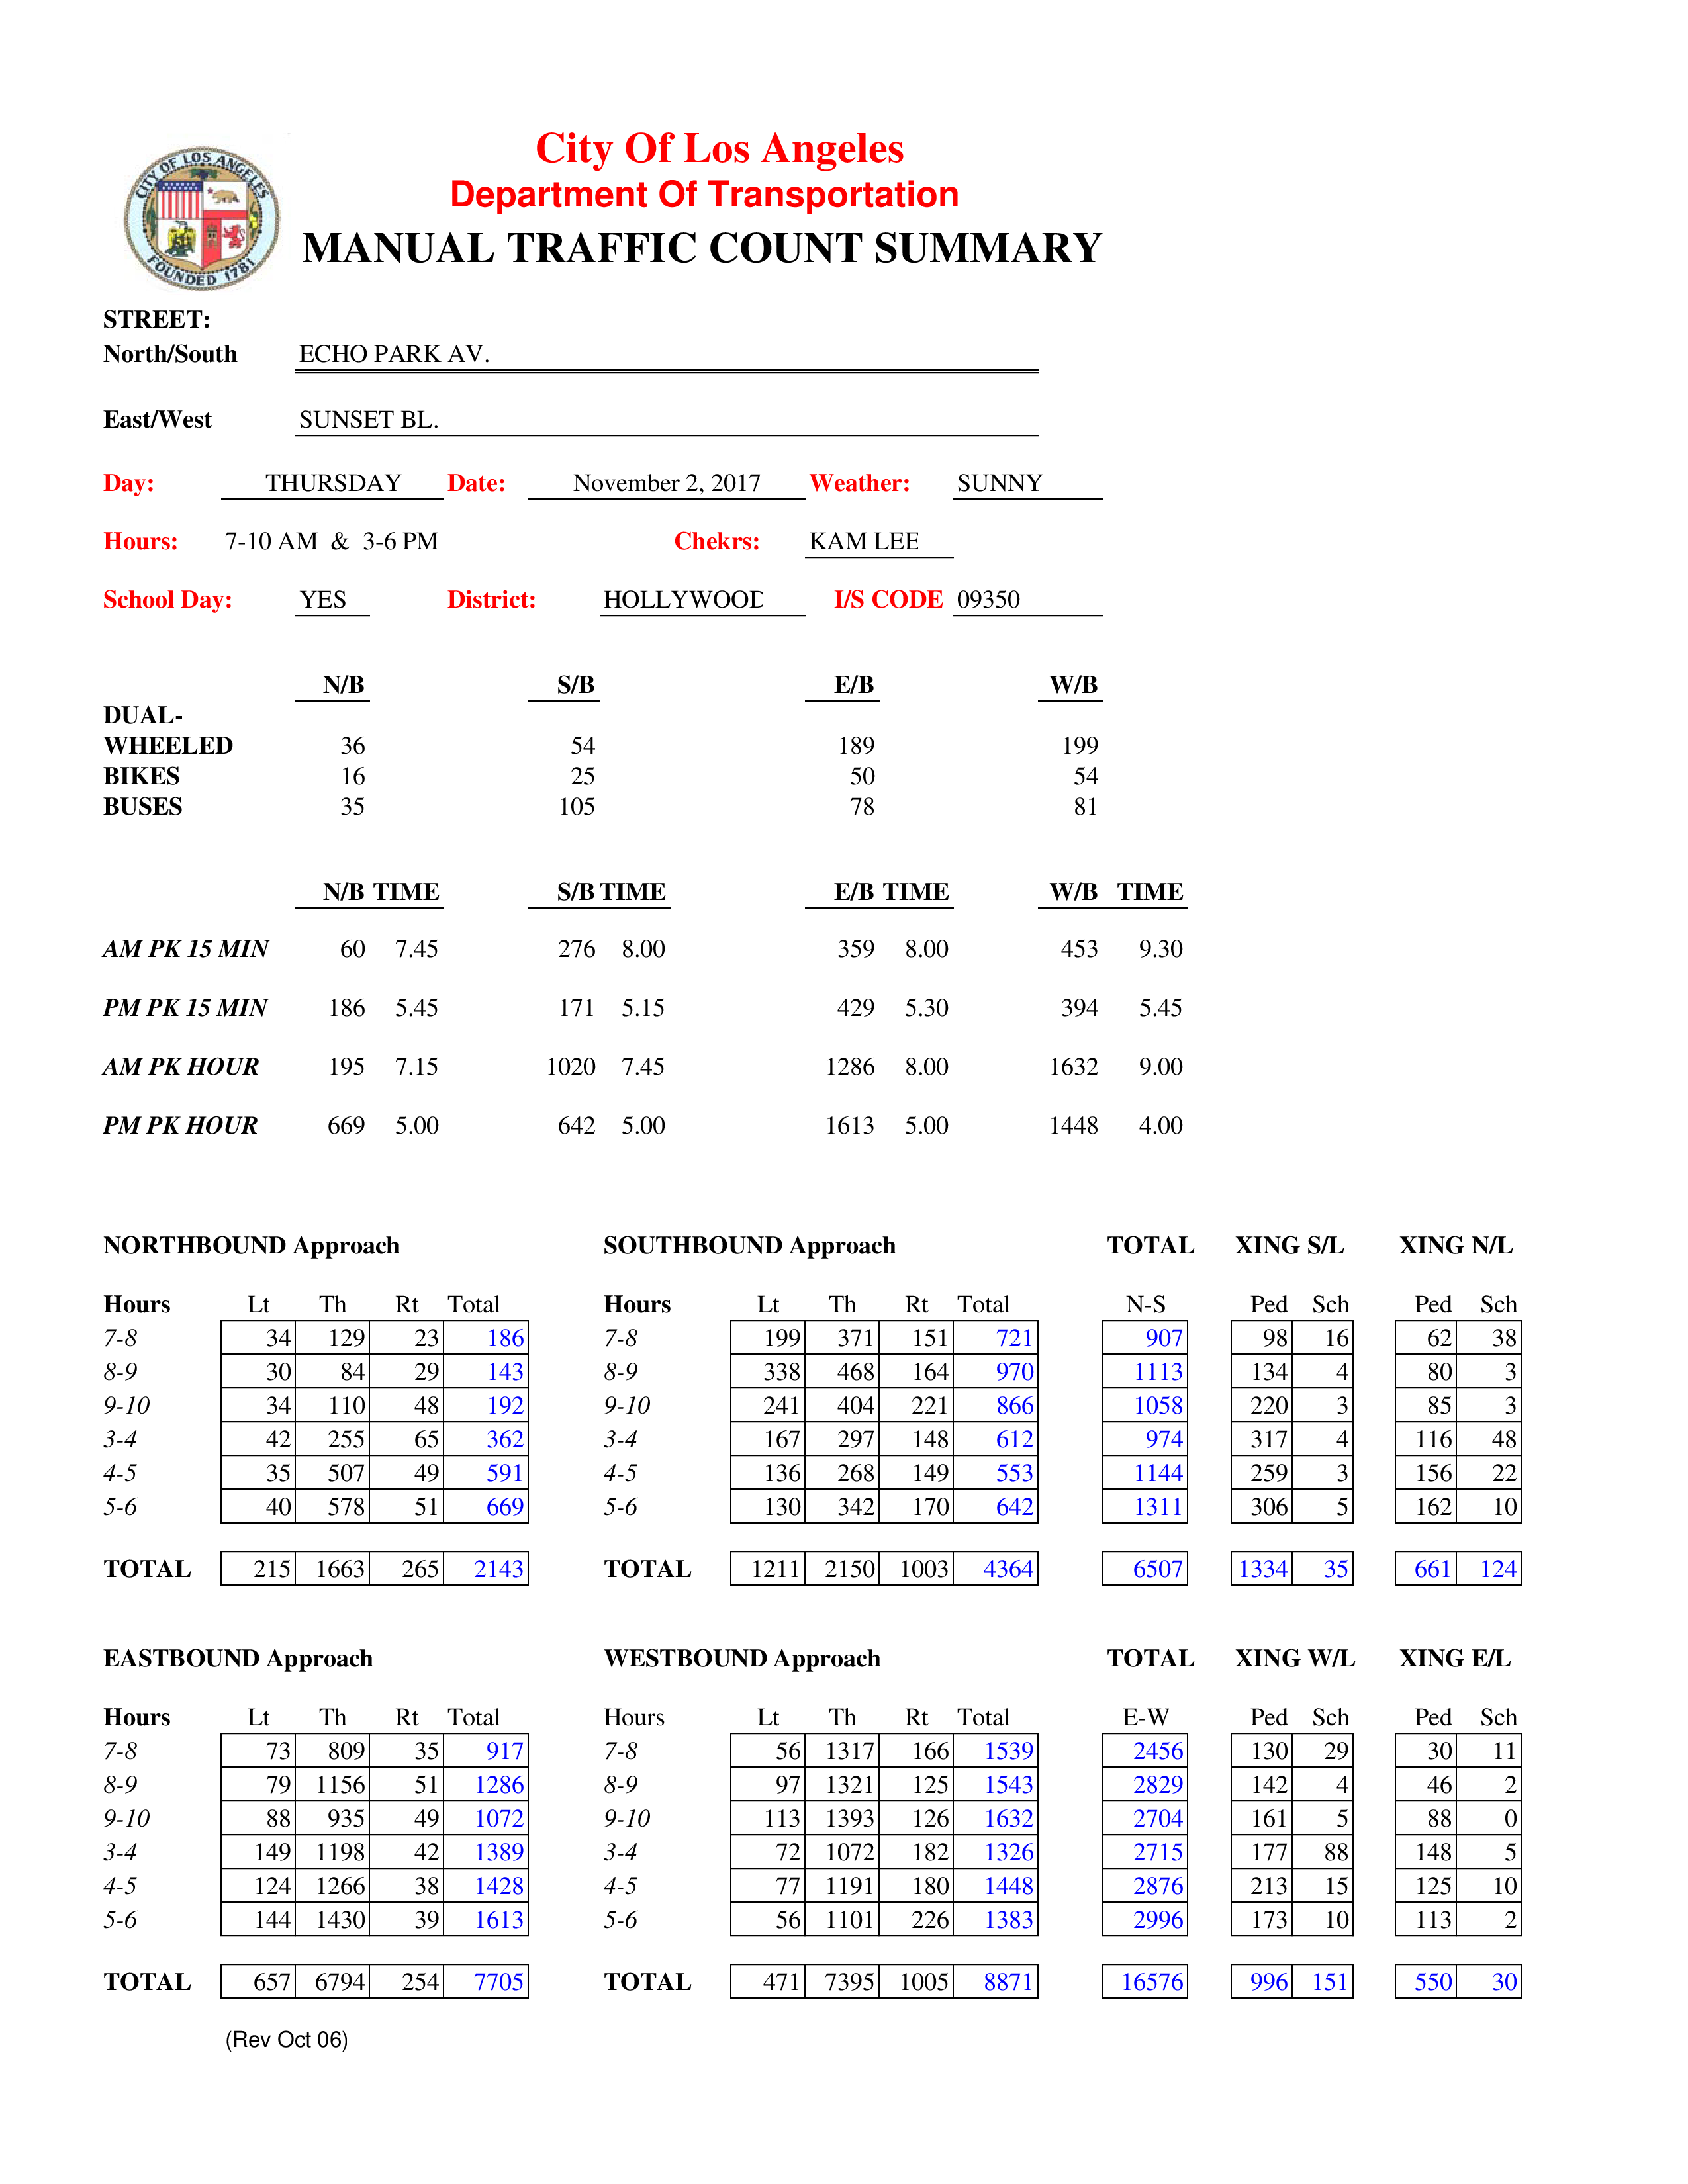 City Of Los Angeles
Department Of Transportation
MANUAL TRAFFIC COUNT SUMMARY
CITY OF LOS ANGELES
FOUNDED 1781
STREET:
North/South ECHO PARK AV.
East/West SUNSET BL.
Day: THURSDAY Date: November 2, 2017 Weather: SUNNY
Hours: 7-10 AM & 3-6 PM Chekrs: KAM LEE
School Day: YES District: HOLLYWOOD I/S CODE 09350
N/B S/B E/B W/B
DUAL-
WHEELED 36 54 189 199
BIKES 16 25 50 54
BUSES 35 105 78 81
N/B TIME S/B TIME E/B TIME W/B TIME
AM PK 15 MIN 60 7.45 276 8.00 359 8.00 453 9.30
PM PK 15 MIN 186 5.45 171 5.15 429 5.30 394 5.45
AM PK HOUR 195 7.15 1020 7.45 1286 8.00 1632 9.00
PM PK HOUR 669 5.00 642 5.00 1613 5.00 1448 4.00
NORTHBOUND Approach SOUTHBOUND Approach TOTAL XING S/L XING N/L
Hours Lt Th Rt Total Hours Lt Th Rt Total N-S Ped Sch Ped Sch
7-8 34 129 23 186 7-8 199 371 151 721 907 98 16 62 38
8-9 30 84 29 143 8-9 338 468 164 970 1113 134 4 80 3
9-10 34 110 48 192 9-10 241 404 221 866 1058 220 3 85 3
3-4 42 255 65 362 3-4 167 297 148 612 974 317 4 116 48
4-5 35 507 49 591 4-5 136 268 149 553 1144 259 3 156 22
5-6 40 578 51 669 5-6 130 342 170 642 1311 306 5 162 10
TOTAL 215 1663 265 2143 TOTAL 1211 2150 1003 4364 6507 1334 35 661 124
EASTBOUND Approach WESTBOUND Approach TOTAL XING W/L XING E/L
Hours Lt Th Rt Total Hours Lt Th Rt Total E-W Ped Sch Ped Sch
7-8 73 809 35 917 7-8 56 1317 166 1539 2456 130 29 30 11
8-9 79 1156 51 1286 8-9 97 1321 125 1543 2829 142 4 46 2
9-10 88 935 49 1072 9-10 113 1393 126 1632 2704 161 5 88 0
3-4 149 1198 42 1389 3-4 72 1072 182 1326 2715 177 88 148 5
4-5 124 1266 38 1428 4-5 77 1191 180 1448 2876 213 15 125 10
5-6 144 1430 39 1613 5-6 56 1101 226 1383 2996 173 10 113 2
TOTAL 657 6794 254 7705 TOTAL 471 7395 1005 8871 16576 996 151 550 30
(Rev Oct 06)